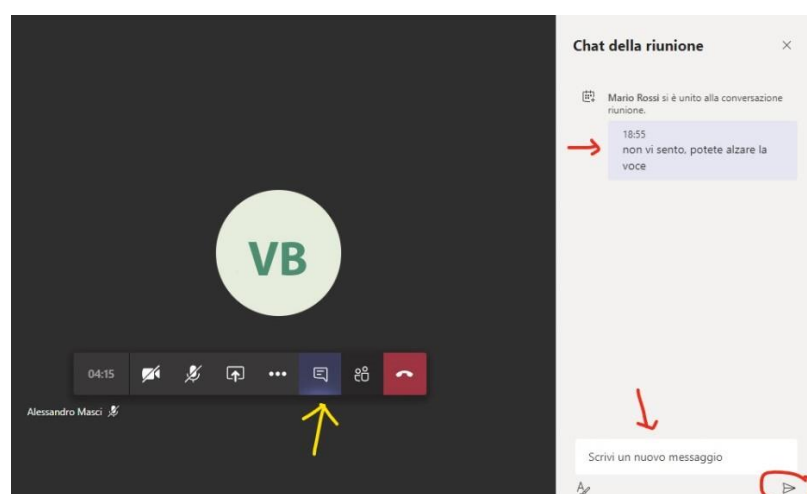 Chat della riunione
Mario Rossi si è unito alla conversazione
riunione.
18:55
non vi sento, potete alzare la
voce
VB
04:15
Alessandro Masci
Scrivi un nuovo messaggio